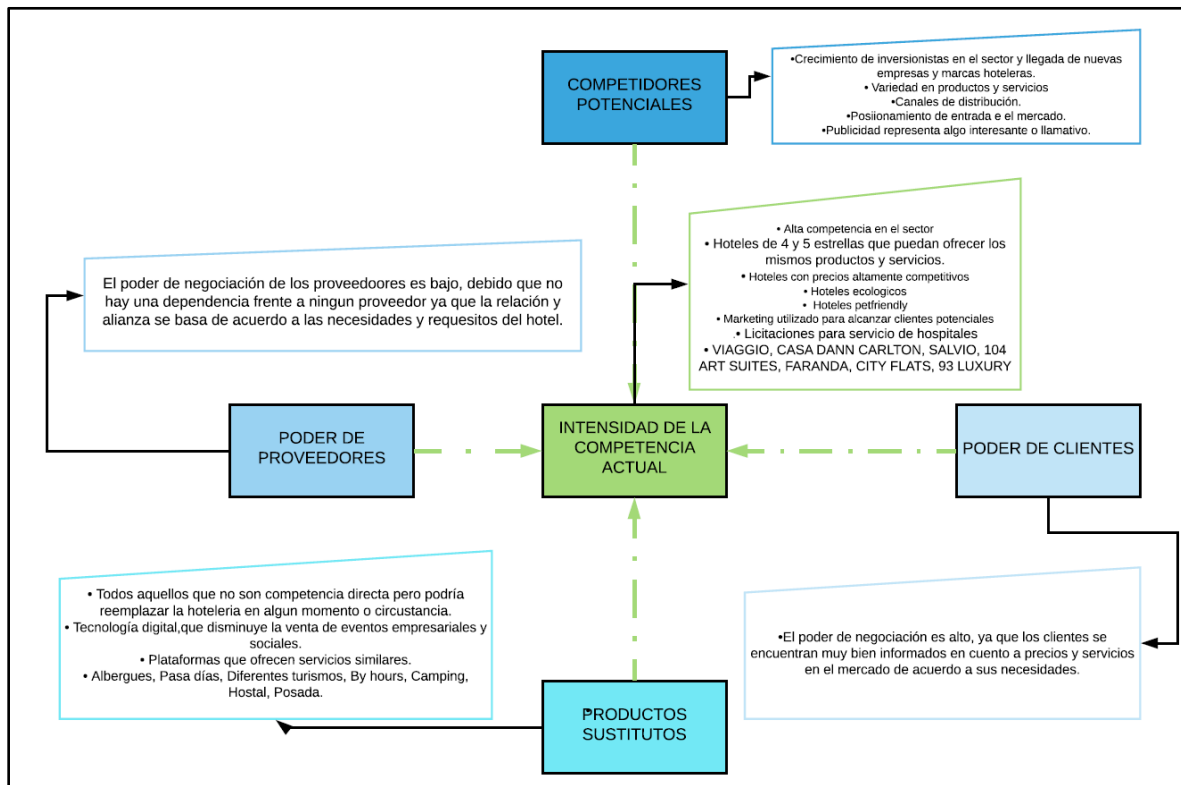 COMPETIDORES
POTENCIALES
•Crecimiento de inversionistas en el sector y llegada de nuevas
empresas y marcas hoteleras.
• Variedad en productos y servicios
•Canales de distribución.
•Posiionamiento de entrada e el mercado.
•Publicidad representa algo interesante o llamativo.
• Alta competencia en el sector
• Hoteles de 4 y 5 estrellas que puedan ofrecer los
mismos productos y servicios.
• Hoteles con precios altamente competitivos
• Hoteles ecologicos
• Hoteles petfriendly
• Marketing utilizado para alcanzar clientes potenciales
.• Licitaciones para servicio de hospitales
• VIAGGIO, CASA DANN CARLTON, SALVIO, 104
ART SUITES, FARANDA, CITY FLATS, 93 LUXURY
El poder de negociación de los proveedoores es bajo, debido que no
hay una dependencia frente a ningun proveedor ya que la relación y
alianza se basa de acuerdo a las necesidades y requesitos del hotel.
PODER DE
PROVEEDORES
INTENSIDAD DE LA
COMPETENCIA
ACTUAL
PODER DE CLIENTES
• Todos aquellos que no son competencia directa pero podría
reemplazar la hoteleria en algun momento o circustancia.
• Tecnología digital,que disminuye la venta de eventos empresariales y
sociales.
• Plataformas que ofrecen servicios similares.
• Albergues, Pasa días, Diferentes turismos, By hours, Camping,
Hostal, Posada.
•El poder de negociación es alto, ya que los clientes se
encuentran muy bien informados en cuento a precios y servicios
en el mercado de acuerdo a sus necesidades.
•PRODUCTOS
SUSTITUTOS